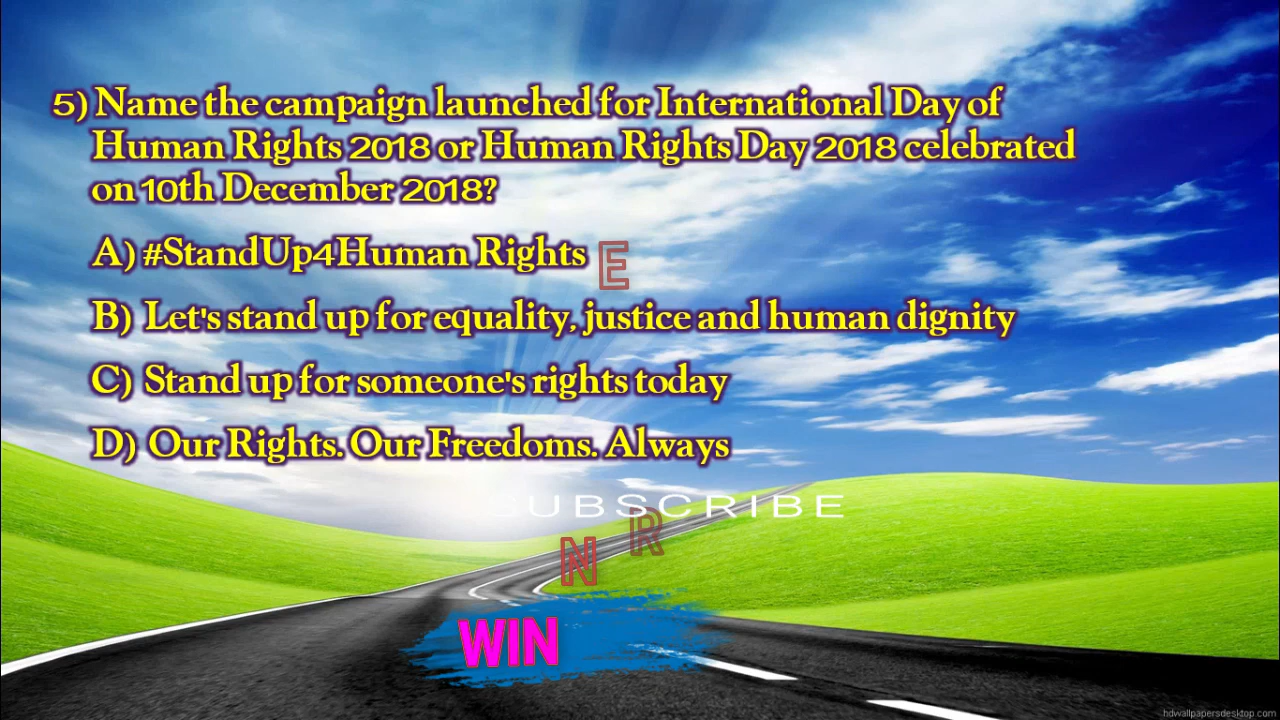 5) Name the campaign launched for International Day of
Human Rights 2018 or Human Rights Day 2018 celebrated
on 10th December 2018?
A) #StandUp4Human Rights
E
B) Let's stand up for equality, justice and human dignity
C) Stand up for someone's rights today
D) Our Rights. Our Freedoms. Always
SUBSCRIBE
R
N
WIN
hdwallpapersdesktop.com